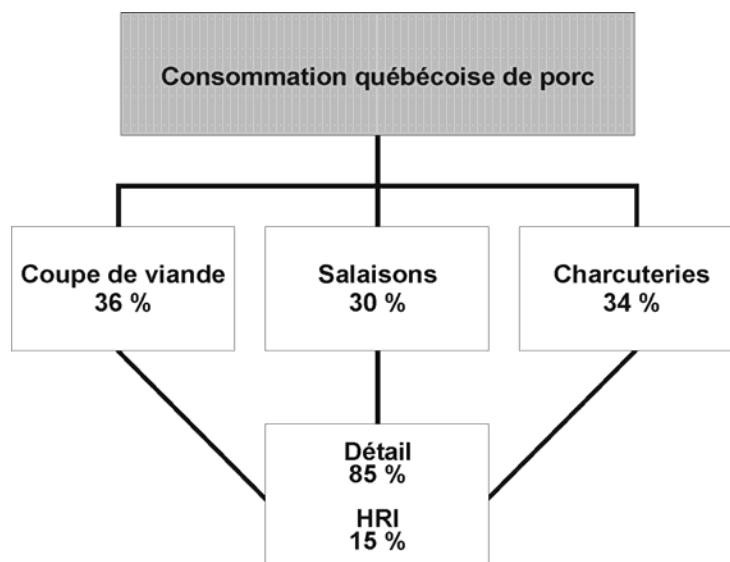 Consommation québécoise de porc
Coupe de viande
36 %
Salaisons
30 %
Charcuteries
34 %
Détail
85 %
HRI
15 %